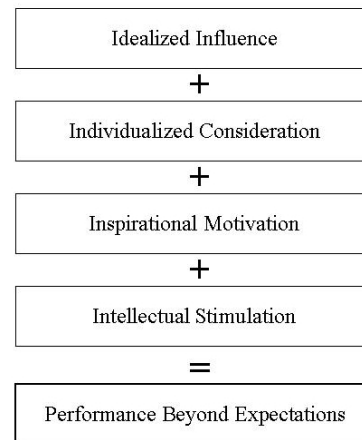 Idealized Influence
+
Individualized Consideration
+
Inspirational Motivation
+
Intellectual Stimulation
=
Performance Beyond Expectations